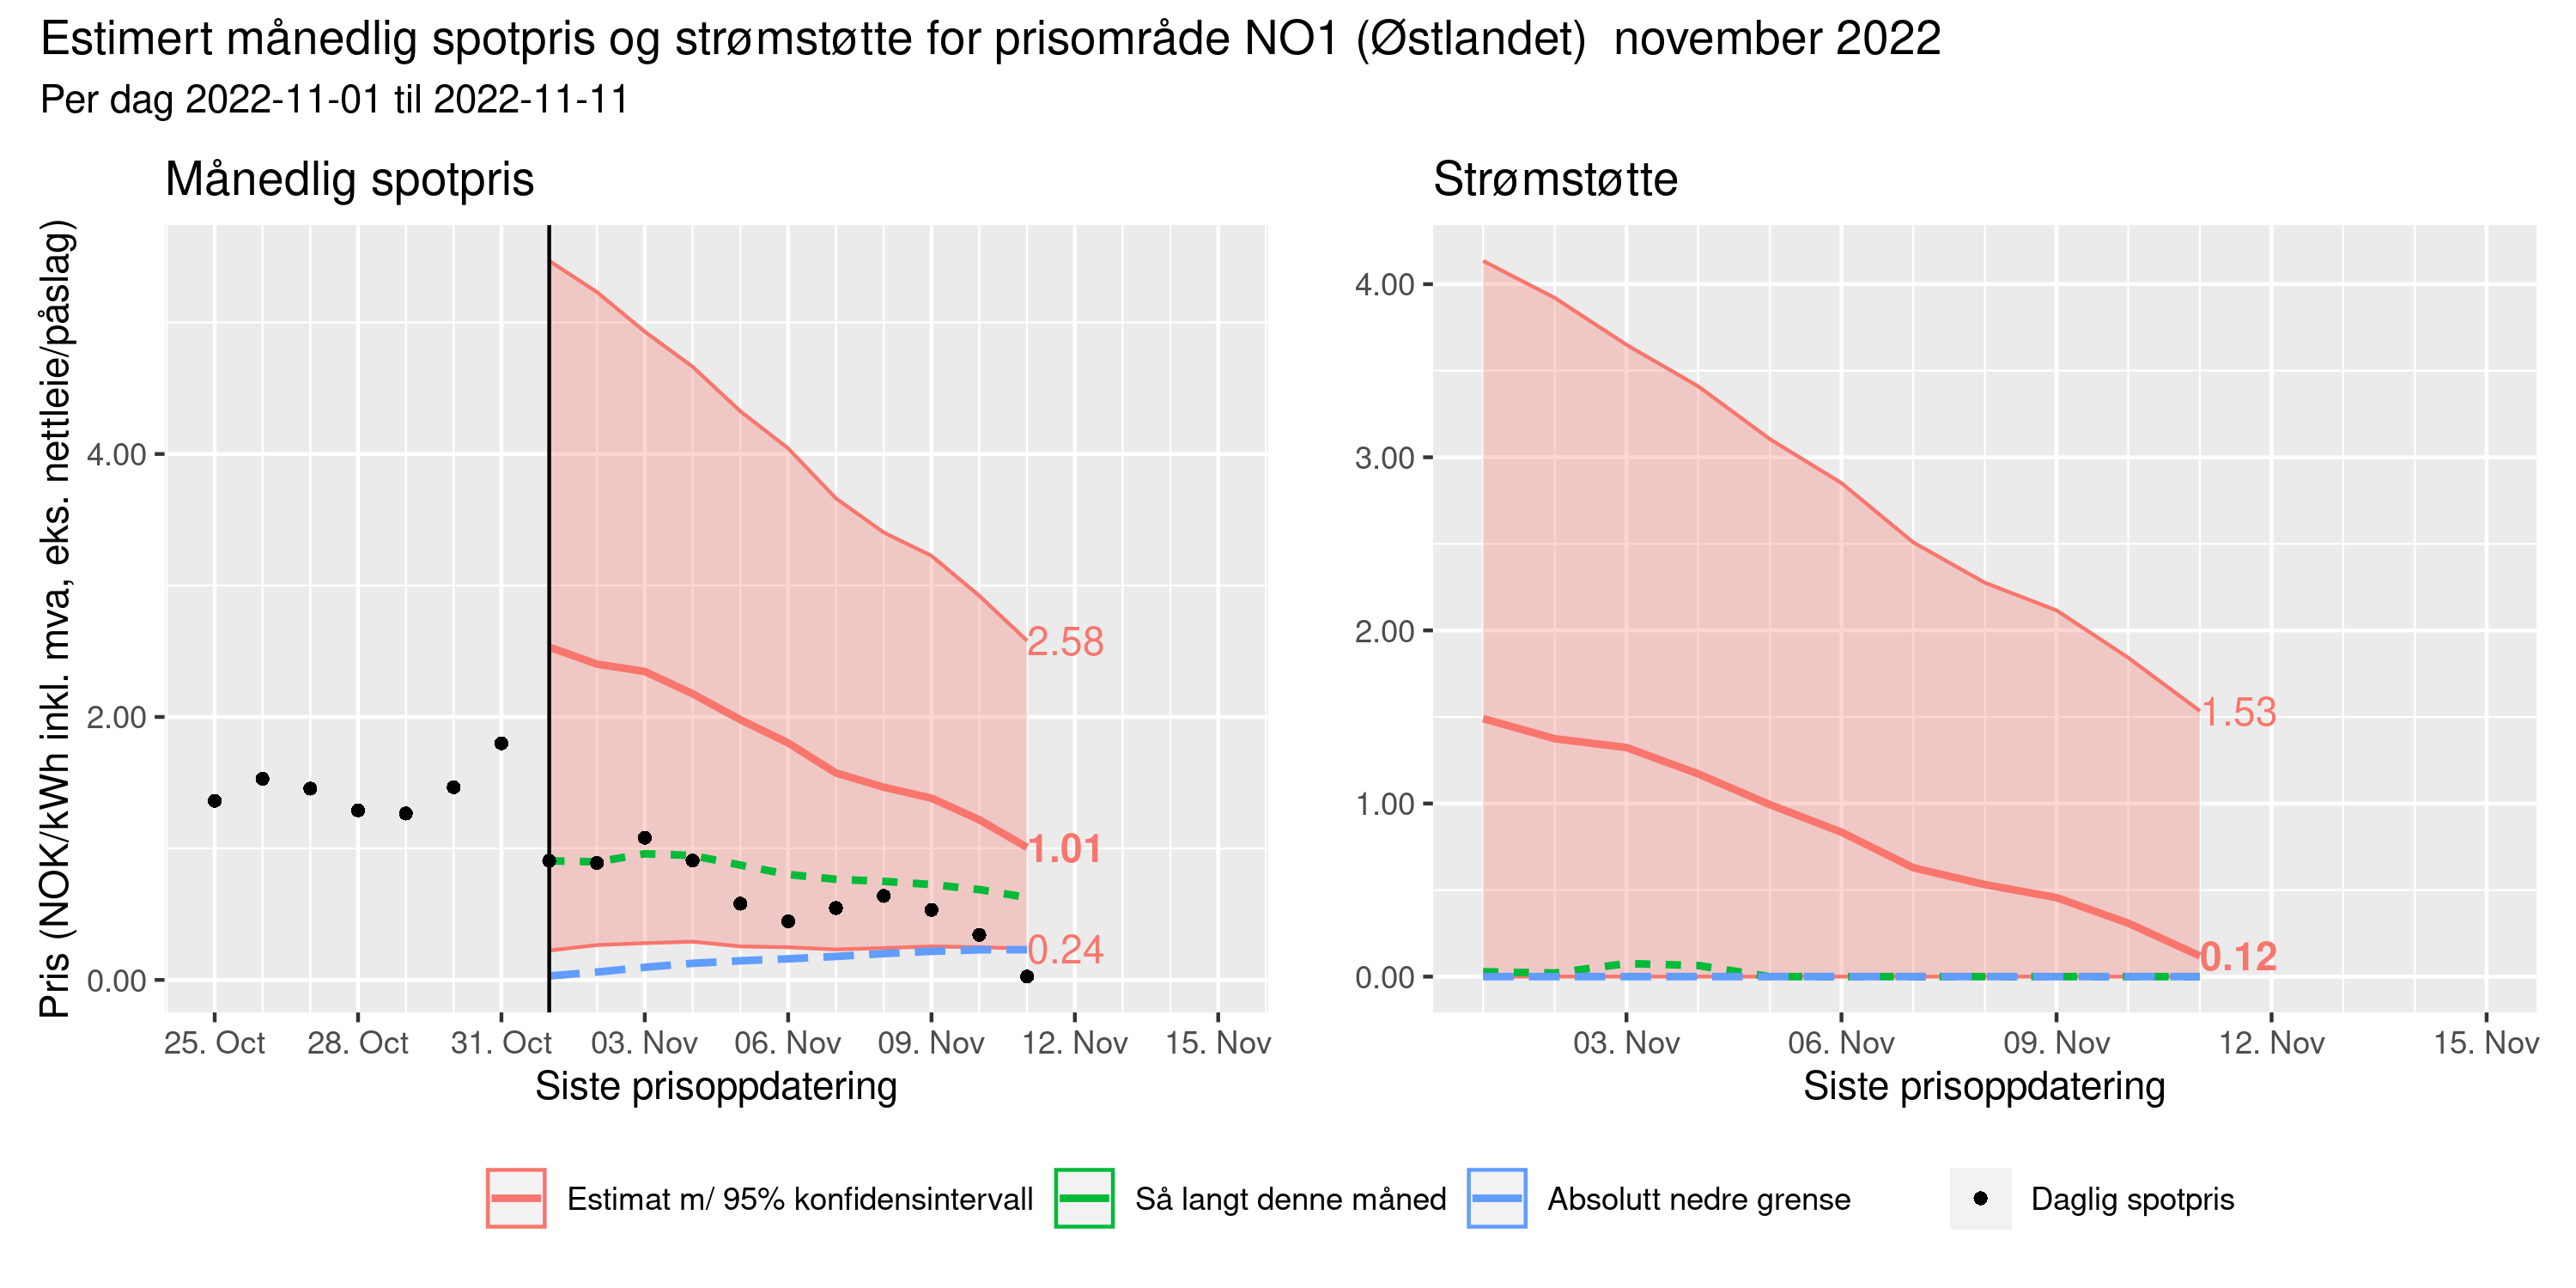 Estimert månedlig spotpris og strømstøtte for prisområde NO1 (Østlandet) november 2022
Per dag 2022-11-01 til 2022-11-11
Månedlig spotpris
Pris (NOK/kWh inkl. mva, eks. nettleie/påslag)
4.00
2.00
0.00
2.58
1.01
0.24
25. Oct 28. Oct 31. Oct 03. Nov 06. Nov 09. Nov 12. Nov 15. Nov
Siste prisoppdatering
Strømstøtte
4.00
3.00
2.00
1.00
0.00
1.53
0.12
03. Nov 06. Nov 09. Nov 12. Nov 15. Nov
Siste prisoppdatering
Estimat m/ 95% konfidensintervall Så langt denne måned Absolutt nedre grense Daglig spotpris